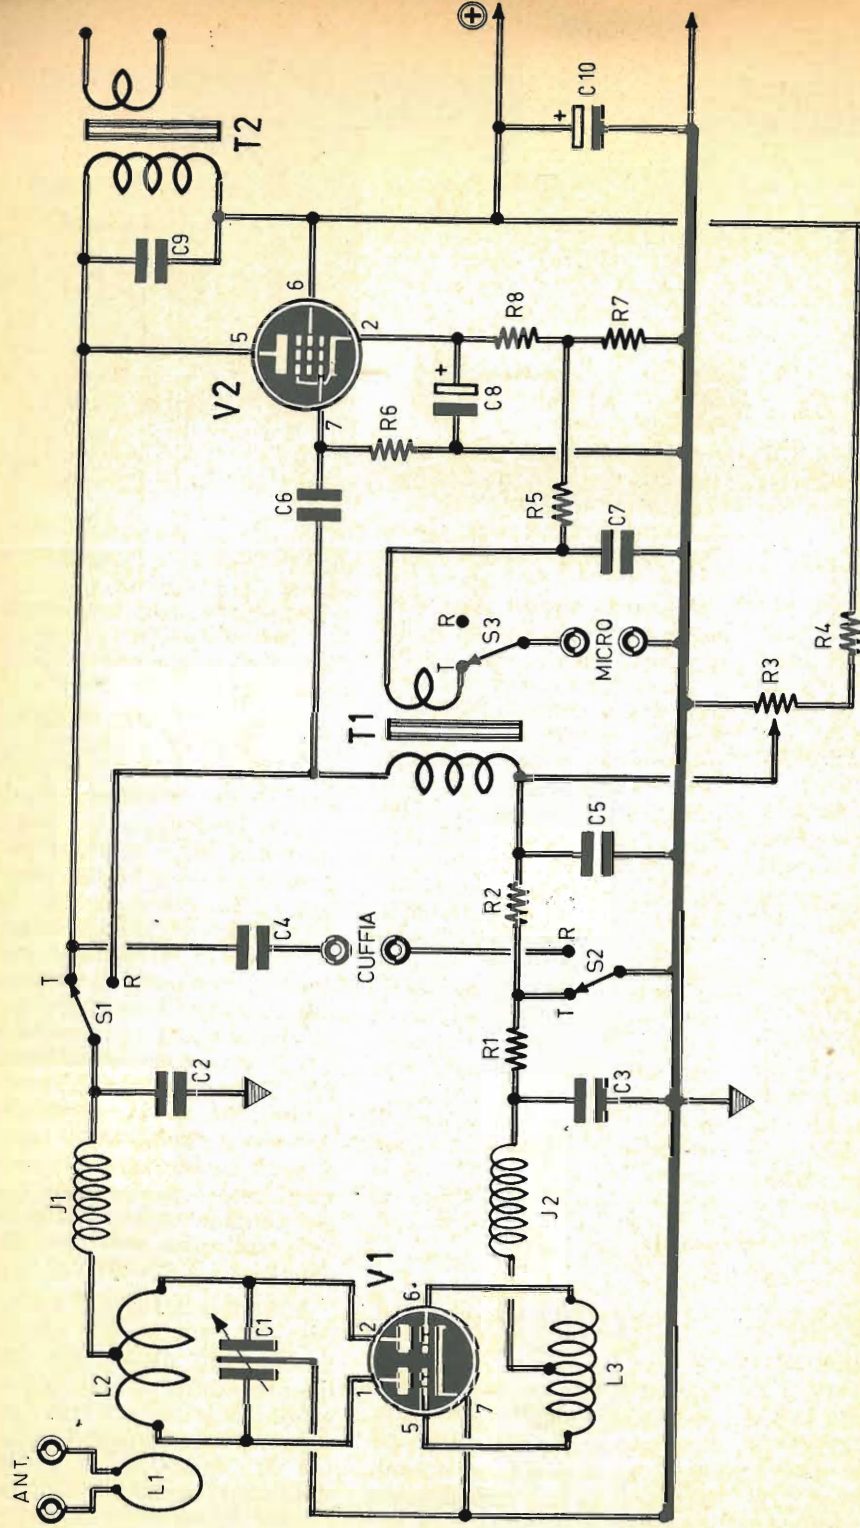 ANT.
L1
L2
J1
C1
V1
1
2
5
6
7
L3
J2
C2
C3
S1
T
R
R1
T
S2
R
CUFFIA
C4
R2
C5
T1
T
R
S3
MICRO
R3
R4
C6
R5
C7
V2
5
6
7
2
R6
+
C8
R8
R7
C9
T2
+
+
C10